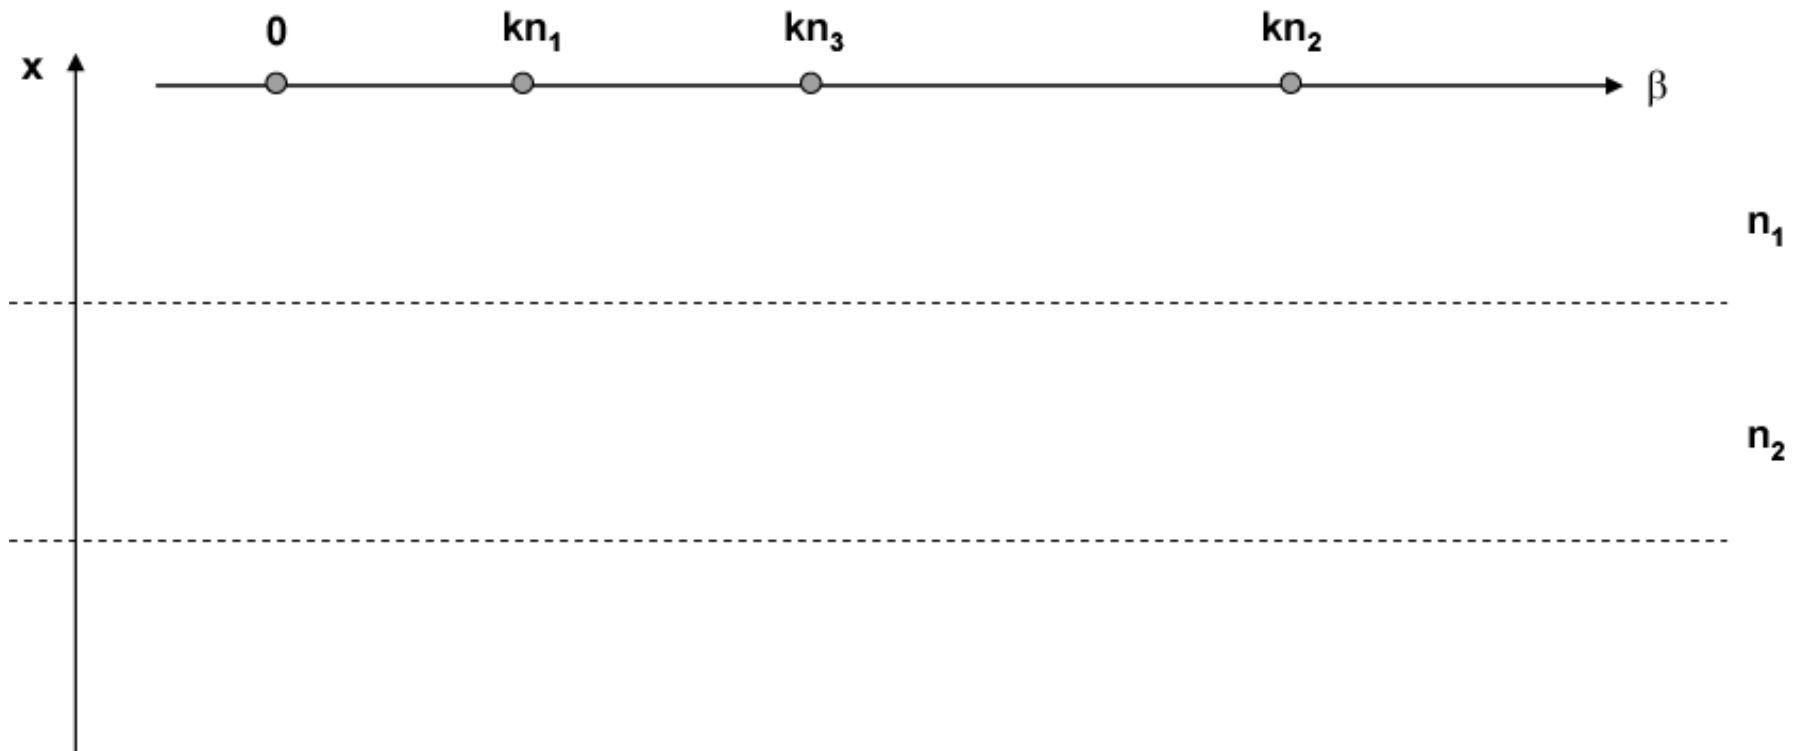 0 kn₁ kn₃ kn₂
x β
n₁
n₂